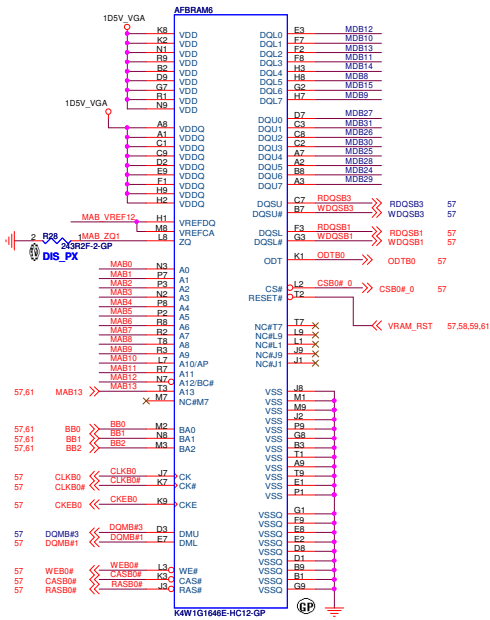 AFBRAM6
1D5V_VGA
K8 VDD DQL0 E3 MDB12
K2 VDD DQL1 F7 MDB10
N1 VDD DQL2 F2 MDB13
R9 VDD DQL3 F8 MDB11
B2 VDD DQL4 H3 MDB14
D9 VDD DQL5 H8 MDB8
G7 VDD DQL6 G2 MDB15
R1 VDD DQL7 H7 MDB9
N9 VDD
1D5V_VGA
DQU0 D7 MDB27
A8 VDDQ DQU1 C3 MDB31
A1 VDDQ DQU2 C8 MDB26
C1 VDDQ DQU3 C2 MDB30
C9 VDDQ DQU4 A7 MDB25
D2 VDDQ DQU5 A2 MDB28
E9 VDDQ DQU6 B8 MDB24
F1 VDDQ DQU7 A3 MDB29
H9 VDDQ
H2 VDDQ DQSU C7 RDQSB3 RDQSB3 57
DQSU# B7 WDQSB3 WDQSB3 57
MAB_VREF12 H1 VREFDQ
M8 VREFCA DQSL F3 RDQSB1 RDQSB1 57
2 R28 1 MAB_ZQ1 L8 ZQ DQSL# G3 WDQSB1 WDQSB1 57
243R2F-2-GP
DIS_PX
ODT K1 ODTB0 ODTB0 57
MAB0 N3 A0
MAB1 P7 A1
MAB2 P3 A2 CS# L2 CSB0#_0 CSB0#_0 57
MAB3 N2 A3 RESET# T2
MAB4 P8 A4
MAB5 P2 A5
MAB6 R8 A6 NC#T7 T7 VRAM_RST 57,58,59,61
MAB7 R2 A7 NC#L9 L9
MAB8 T8 A8 NC#L1 L1
MAB9 R3 A9 NC#J9 J9
MAB10 L7 A10/AP NC#J1 J1
MAB11 R7 A11
MAB12 N7 A12/BC#
57,61 MAB13 MAB13 T3 A13 VSS J8
M7 NC#M7 VSS M1
VSS M9
VSS J2
57,61 BB0 BB0 M2 BA0 VSS P9
57,61 BB1 BB1 N8 BA1 VSS G8
57,61 BB2 BB2 M3 BA2 VSS B3
VSS T1
VSS A9
57 CLKB0 CLKB0 J7 CK VSS T9
57 CLKB0# CLKB0# K7 CK# VSS E1
VSS P1
57 CKEB0 CKEB0 K9 CKE
VSSQ G1
VSSQ F9
57 DQMB#3 DQMB#3 D3 DMU VSSQ E8
57 DQMB#1 DQMB#1 E7 DML VSSQ E2
VSSQ D8
VSSQ D1
57 WEB0# WEB0# L3 WE# VSSQ B9
57 CASB0# CASB0# K3 CAS# VSSQ B1
57 RASB0# RASB0# J3 RAS# VSSQ G9
K4W1G1646E-HC12-GP
GP